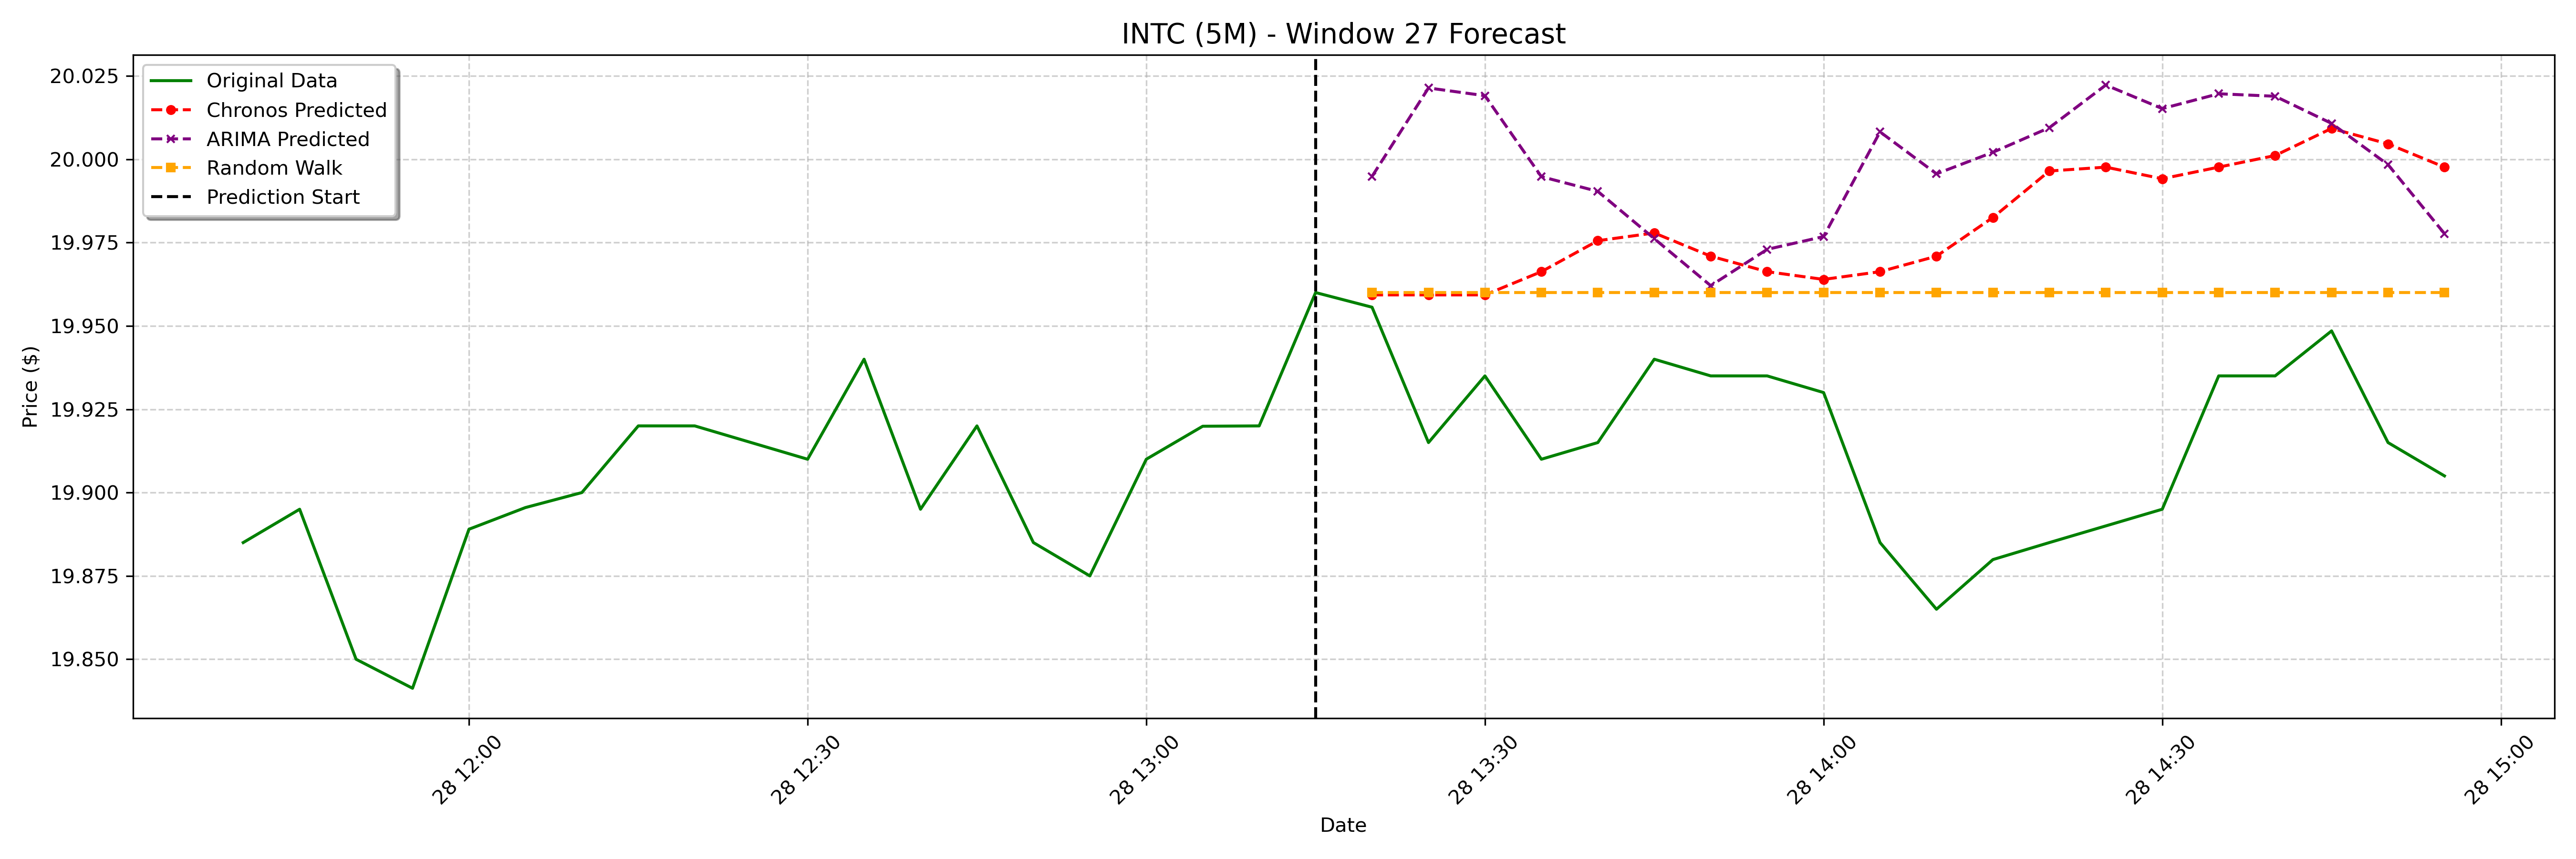 INTC (5M) - Window 27 Forecast
Original Data
Chronos Predicted
ARIMA Predicted
Random Walk
Prediction Start
Price ($)
20.025
20.000
19.975
19.950
19.925
19.900
19.875
19.850
28 12:00
28 12:30
28 13:00
28 13:30
28 14:00
28 14:30
28 15:00
Date